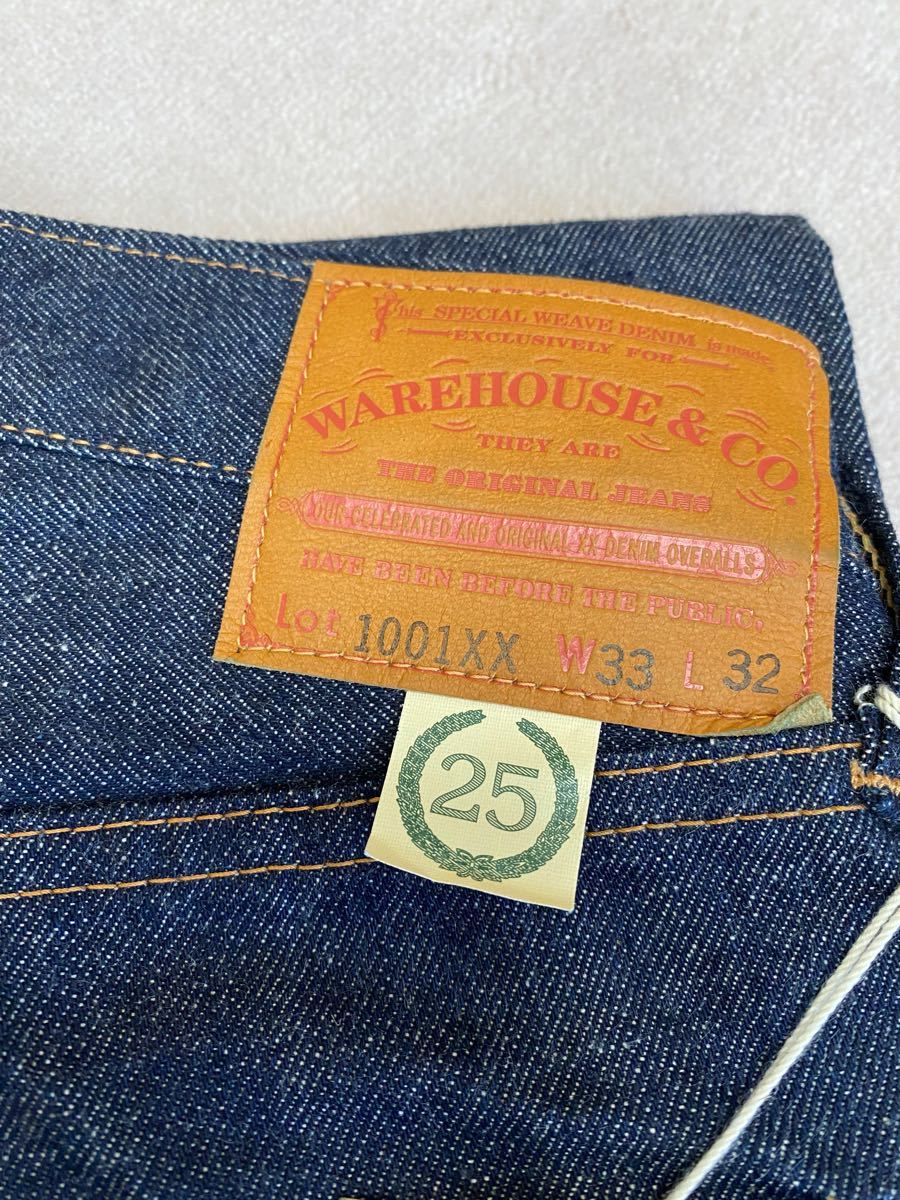 This SPECIAL WEAVE DENIM is made
EXCLUSIVELY FOR
WAREHOUSE & CO.
THEY ARE
THE ORIGINAL JEANS
OUR CELEBRATED AND ORIGINAL XX DENIM OVERALLS
HAVE BEEN BEFORE THE PUBLIC,
Lot 1001XX W33 L 32
25